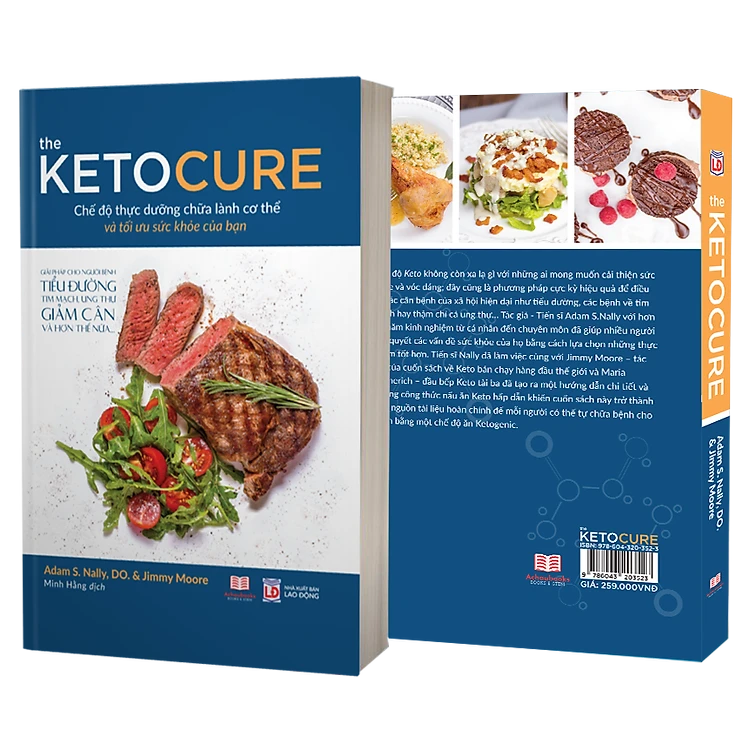 the
KETOCURE
Chế độ thực dưỡng chữa lành cơ thể
và tối ưu sức khỏe của bạn
GIẢI PHÁP CHO NGƯỜI BỆNH
TIỂU ĐƯỜNG
TIM MẠCH, UNG THƯ
GIẢM CÂN
VÀ HƠN THẾ NỮA...
Adam S. Nally, DO. & Jimmy Moore
Minh Hằng dịch
Achaubooks
BOOKS & STEM
NHÀ XUẤT BẢN
LAO ĐỘNG
độ Keto không còn xa lạ gì với những ai mong muốn cải thiện sức
và vóc dáng; đây cũng là phương pháp cực kỳ hiệu quả để điều
các căn bệnh của xã hội hiện đại như tiểu đường, các bệnh về tim
h hay thậm chí cả ung thư,.. Tác giả - Tiến sĩ Adam S.Nally với hơn
năm kinh nghiệm từ cá nhân đến chuyên môn đã giúp nhiều người
quyết các vấn đề sức khỏe của họ bằng cách lựa chọn những thực
m tốt hơn. Tiến sĩ Nally đã làm việc cùng với Jimmy Moore – tác
của cuốn sách về Keto bán chạy hàng đầu thế giới và Maria
merich – đầu bếp Keto tài ba đã tạo ra một hướng dẫn chi tiết và
ng công thức nấu ăn Keto hấp dẫn khiến cuốn sách này trở thành
nguồn tài liệu hoàn chỉnh để mỗi người có thể tự chữa bệnh cho
h bằng một chế độ ăn Ketogenic.
the
KETOCURE
ISBN: 978-604-320-352-3
9 786043 203523
GIÁ: 259.000VNĐ
Achaubooks
BOOKS & STEM
the
KETOCURE
Adam S. Nally, DO.
& Jimmy Moore